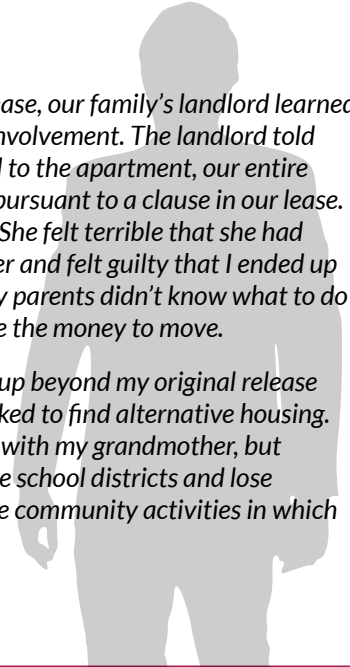 ease, our family’s landlord learned
nvolvement. The landlord told
to the apartment, our entire
pursuant to a clause in our lease.
She felt terrible that she had
er and felt guilty that I ended up
y parents didn’t know what to do
e the money to move.
up beyond my original release
ked to find alternative housing.
with my grandmother, but
e school districts and lose
e community activities in which